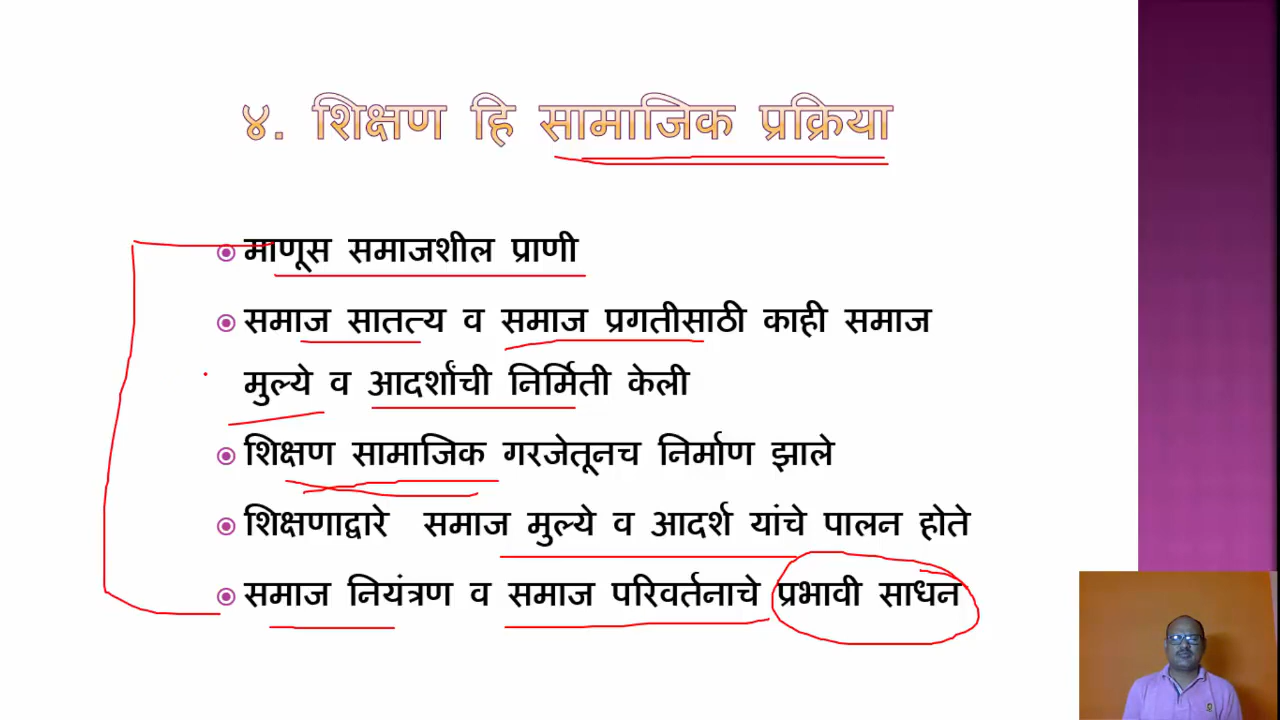 ४. शिक्षण हि सामाजिक प्रक्रिया
माणूस समाजशील प्राणी
समाज सातत्य व समाज प्रगतीसाठी काही समाज
मुल्ये व आदर्शांची निर्मिती केली
शिक्षण सामाजिक गरजेतूनच निर्माण झाले
शिक्षणाद्वारे समाज मुल्ये व आदर्श यांचे पालन होते
समाज नियंत्रण व समाज परिवर्तनाचे प्रभावी साधन